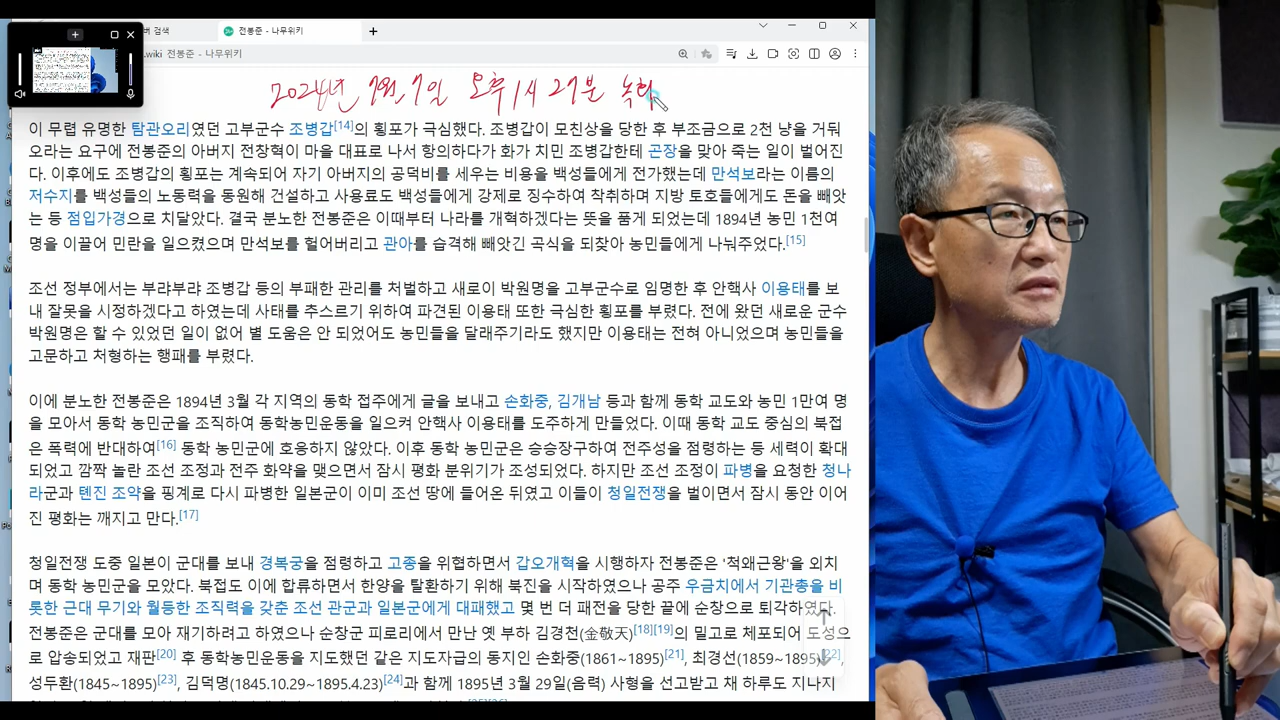 버 검색
전봉준 - 나무위키
.wiki 전봉준 - 나무위키
2024년 7월 7일 오후 1시 27분 녹화
이 무렵 유명한 탐관오리였던 고부군수 조병갑[14]의 횡포가 극심했다. 조병갑이 모친상을 당한 후 부조금으로 2천 냥을 거둬
오라는 요구에 전봉준의 아버지 전창혁이 마을 대표로 나서 항의하다가 화가 치민 조병갑한테 곤장을 맞아 죽는 일이 벌어진
다. 이후에도 조병갑의 횡포는 계속되어 자기 아버지의 공덕비를 세우는 비용을 백성들에게 전가했는데 만석보라는 이름의
저수지를 백성들의 노동력을 동원해 건설하고 사용료도 백성들에게 강제로 징수하여 착취하며 지방 토호들에게도 돈을 빼앗
는 등 점입가경으로 치달았다. 결국 분노한 전봉준은 이때부터 나라를 개혁하겠다는 뜻을 품게 되었는데 1894년 농민 1천여
명을 이끌어 민란을 일으켰으며 만석보를 헐어버리고 관아를 습격해 빼앗긴 곡식을 되찾아 농민들에게 나눠주었다.[15]
조선 정부에서는 부랴부랴 조병갑 등의 부패한 관리를 처벌하고 새로이 박원명을 고부군수로 임명한 후 안핵사 이용태를 보
내 잘못을 시정하겠다고 하였는데 사태를 추스르기 위하여 파견된 이용태 또한 극심한 횡포를 부렸다. 전에 왔던 새로운 군수
박원명은 할 수 있었던 일이 없어 별 도움은 안 되었어도 농민들을 달래주기라도 했지만 이용태는 전혀 아니었으며 농민들을
고문하고 처형하는 행패를 부렸다.
이에 분노한 전봉준은 1894년 3월 각 지역의 동학 접주에게 글을 보내고 손화중, 김개남 등과 함께 동학 교도와 농민 1만여 명
을 모아서 동학 농민군을 조직하여 동학농민운동을 일으켜 안핵사 이용태를 도주하게 만들었다. 이때 동학 교도 중심의 북접
은 폭력에 반대하여[16] 동학 농민군에 호응하지 않았다. 이후 동학 농민군은 승승장구하여 전주성을 점령하는 등 세력이 확대
되었고 깜짝 놀란 조선 조정과 전주 화약을 맺으면서 잠시 평화 분위기가 조성되었다. 하지만 조선 조정이 파병을 요청한 청나
라군과 톈진 조약을 핑계로 다시 파병한 일본군이 이미 조선 땅에 들어온 뒤였고 이들이 청일전쟁을 벌이면서 잠시 동안 이어
진 평화는 깨지고 만다.[17]
청일전쟁 도중 일본이 군대를 보내 경복궁을 점령하고 고종을 위협하면서 갑오개혁을 시행하자 전봉준은 '척왜근왕'을 외치
며 동학 농민군을 모았다. 북접도 이에 합류하면서 한양을 탈환하기 위해 북진을 시작하였으나 공주 우금치에서 기관총을 비
롯한 근대 무기와 월등한 조직력을 갖춘 조선 관군과 일본군에게 대패했고 몇 번 더 패전을 당한 끝에 순창으로 퇴각하였다.
전봉준은 군대를 모아 재기하려고 하였으나 순창군 피로리에서 만난 옛 부하 김경천(金敬天)[18][19]의 밀고로 체포되어 도성으
로 압송되었고 재판[20] 후 동학농민운동을 지도했던 같은 지도자급의 동지인 손화중(1861~1895)[21], 최경선(1859~1895)[22],
성두환(1845~1895)[23], 김덕명(1845.10.29~1895.4.23)[24]과 함께 1895년 3월 29일(음력) 사형을 선고받고 채 하루도 지나지